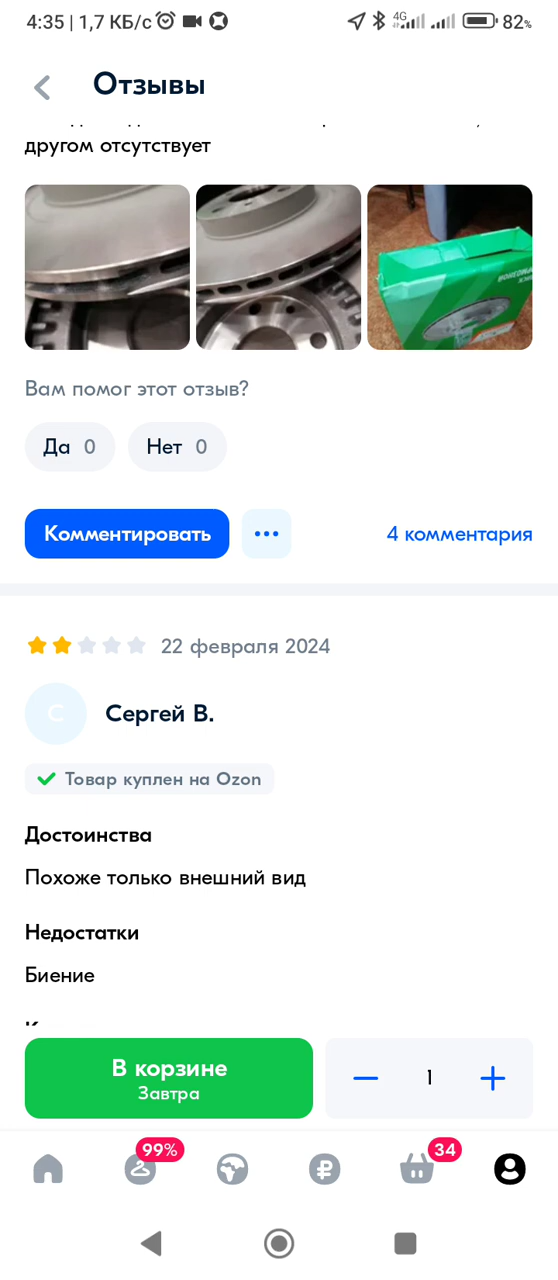 4:35 | 1,7 КБ/с
4G
82%
Отзывы
другом отсутствует
Вам помог этот отзыв?
Да 0
Нет 0
Комментировать
4 комментария
22 февраля 2024
С
Сергей В.
Товар куплен на Ozon
Достоинства
Похоже только внешний вид
Недостатки
Биение
В корзине
Завтра
1
99%
34